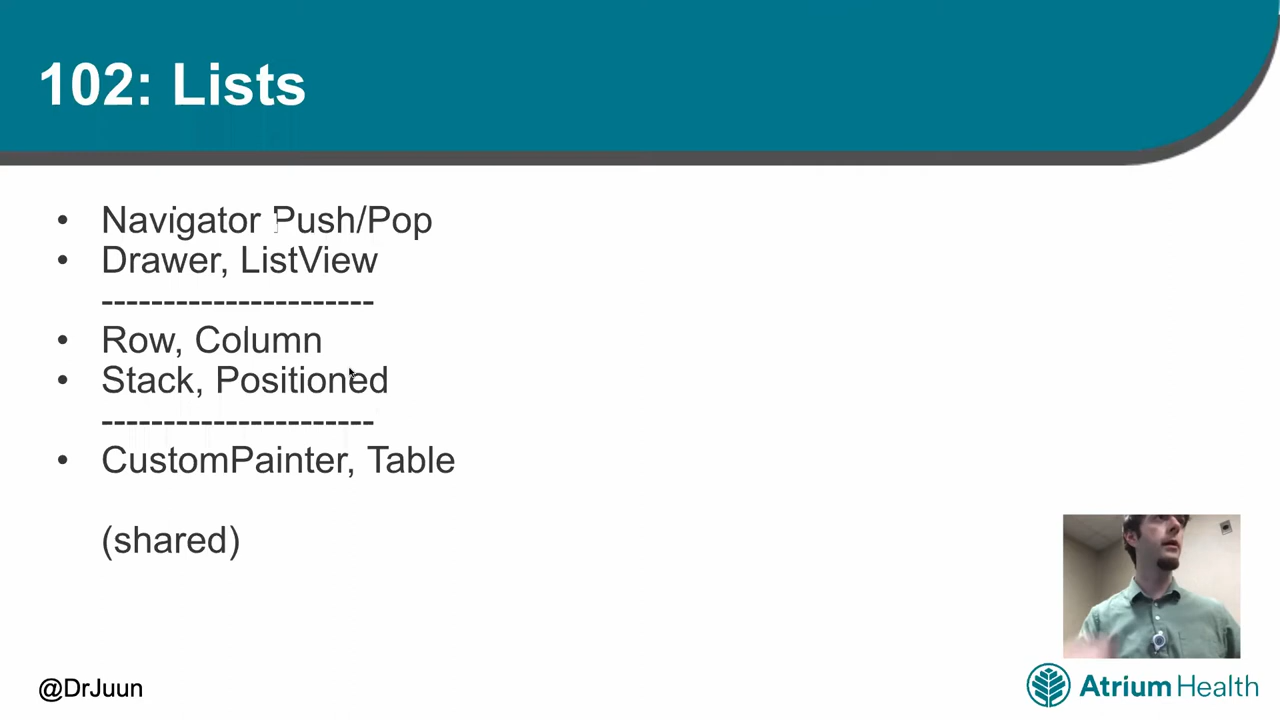 102: Lists
• Navigator Push/Pop
• Drawer, ListView
----------------------
• Row, Column
• Stack, Positioned
----------------------
• CustomPainter, Table
(shared)
@DrJuun
Atrium Health